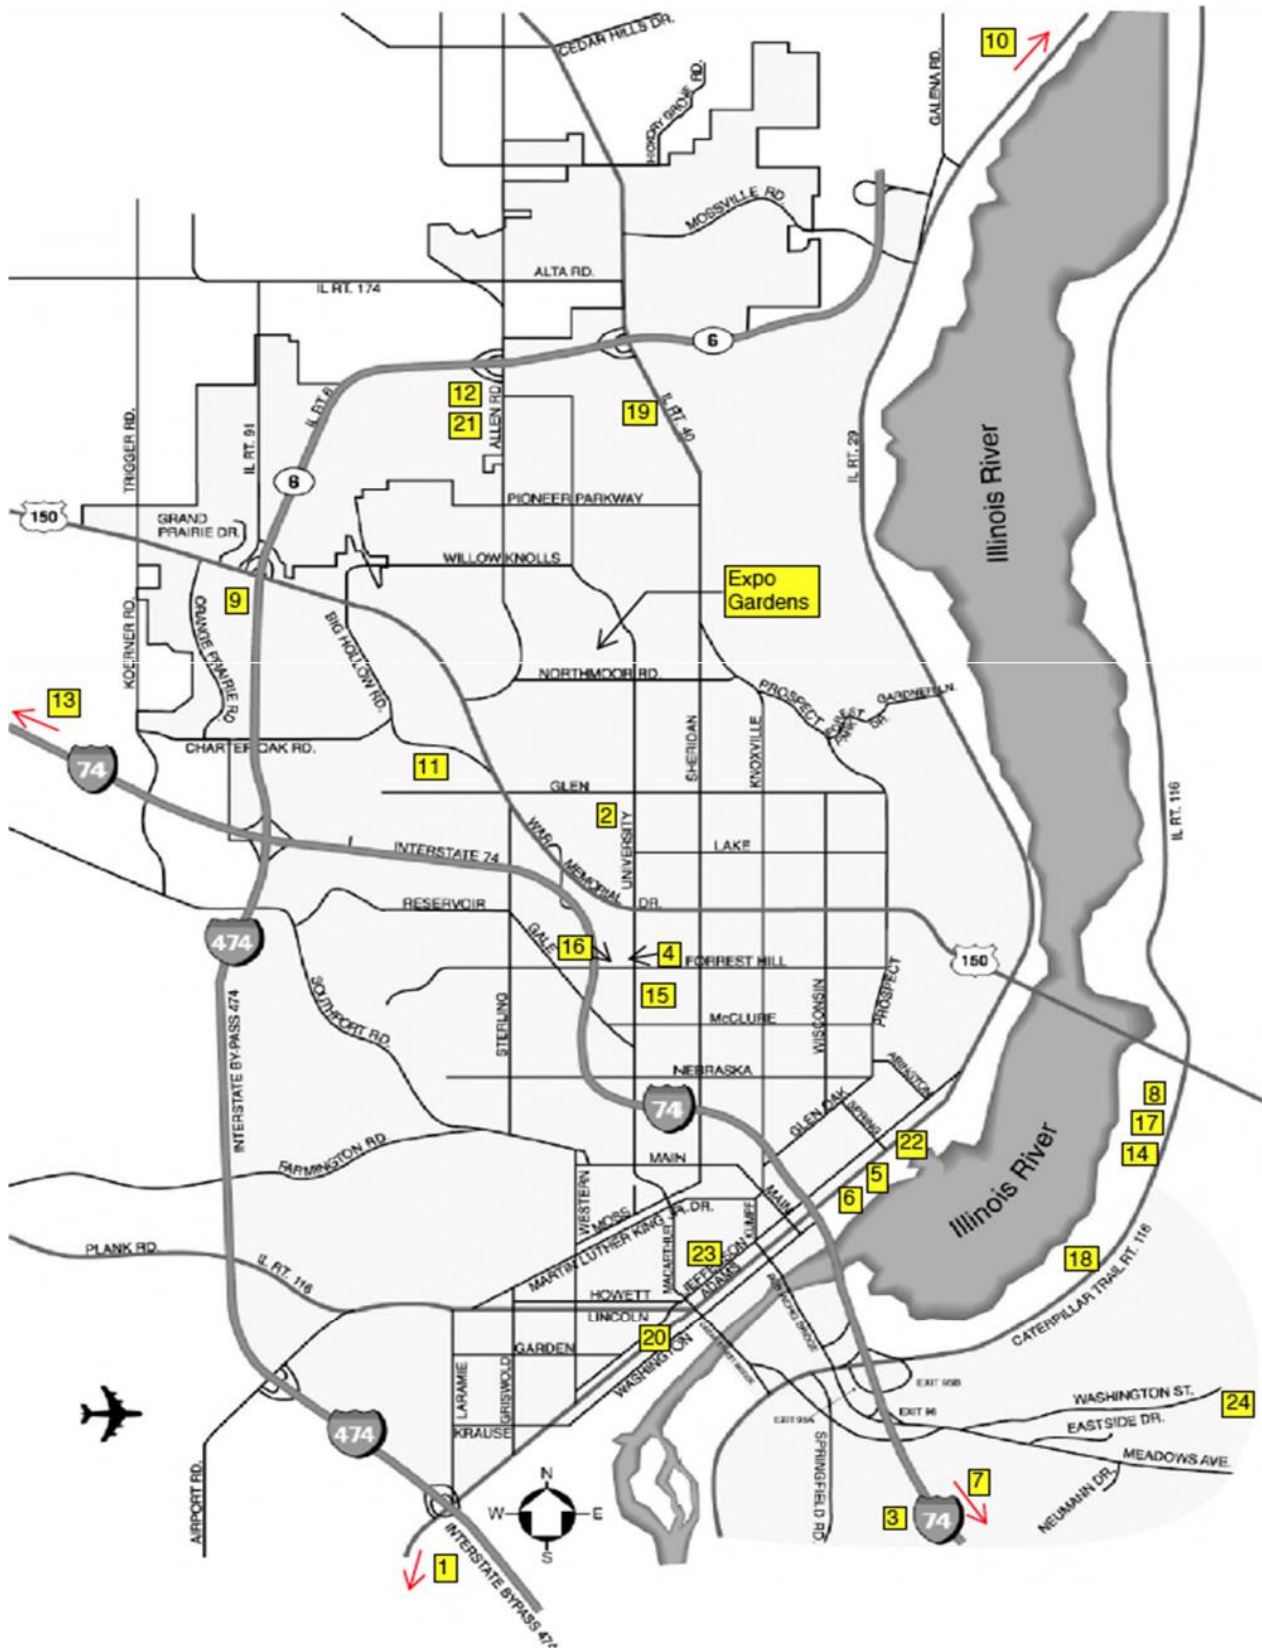 CEDAR HILLS DR.
10
GALENA RD.
HICKORY GROVE RD.
MOSSVILLE RD.
ALTA RD.
IL RT. 174
6
12
21
ALLEN RD
19
IL RT. 40
IL RT. 6
IL RT. 91
TRIGGER RD.
6
IL RT. 29
Illinois River
150
GRAND
PRAIRIE DR.
PIONEER PARKWAY
WILLOW KNOLLS
Expo
Gardens
9
KOERNER RD.
ORANGE PRAIRIE RD.
BIG HOLLOW RD.
NORTHMOOR RD.
PROSPECT
GARDNER LN.
FOREST
PARK DR.
13
74
CHARTER OAK RD.
11
SHERIDAN
KNOXVILLE
GLEN
2
UNIVERSITY
WAR
MEMORIAL
DR.
LAKE
IL RT. 116
INTERSTATE 74
RESERVOIR
GALE
474
16
4
FORREST HILL
150
15
SOUTHPORT RD.
STERLING
McCLURE
WISCONSIN
PROSPECT
INTERSTATE BY-PASS 474
NEBRASKA
74
ABINGTON
GLEN OAK
SPRING
8
17
14
22
5
6
Illinois River
FARMINGTON RD
MAIN
MAIN
WESTERN
MOSS
MARTIN LUTHER KING JR. DR.
MACARTHUR
KUMPF
23
JEFFERSON
ADAMS
PLANK RD.
IL RT. 116
18
CATERPILLAR TRAIL RT. 116
HOWETT
LINCOLN
20
WASHINGTON
GARDEN
LARAMIE
GRISWOLD
KRAUSE
EXIT 95B
EXIT 95A
EXIT 96
WASHINGTON ST.
24
EASTSIDE DR.
MEADOWS AVE.
NEUMANN DR.
SPRINGFIELD RD.
474
AIRPORT RD.
N
W
E
S
7
3
74
1
INTERSTATE BYPASS 474